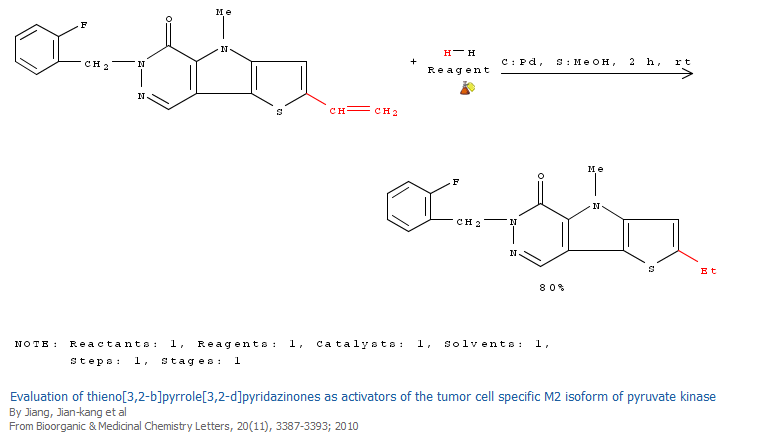 O
Me
F
N
CH2
N
N
S
CH
CH2
+
H
H
Reagent
C:Pd, S:MeOH, 2 h, rt
O
Me
F
N
CH2
N
N
S
Et
80%
NOTE: Reactants: 1, Reagents: 1, Catalysts: 1, Solvents: 1,
Steps: 1, Stages: 1
Evaluation of thieno[3,2-b]pyrrole[3,2-d]pyridazinones as activators of the tumor cell specific M2 isoform of pyruvate kinase
By Jiang, Jian-kang et al
From Bioorganic & Medicinal Chemistry Letters, 20(11), 3387-3393; 2010